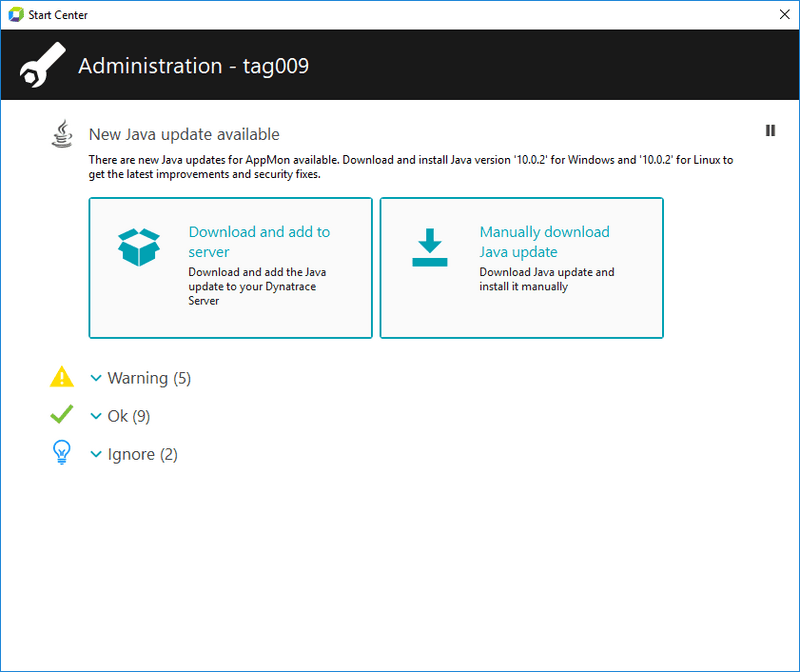 Start Center
Administration - tag009
New Java update available
There are new Java updates for AppMon available. Download and install Java version '10.0.2' for Windows and '10.0.2' for Linux to
get the latest improvements and security fixes.
Download and add to
server
Download and add the Java
update to your Dynatrace
Server
Manually download
Java update
Download Java update and
install it manually
Warning (5)
Ok (9)
Ignore (2)